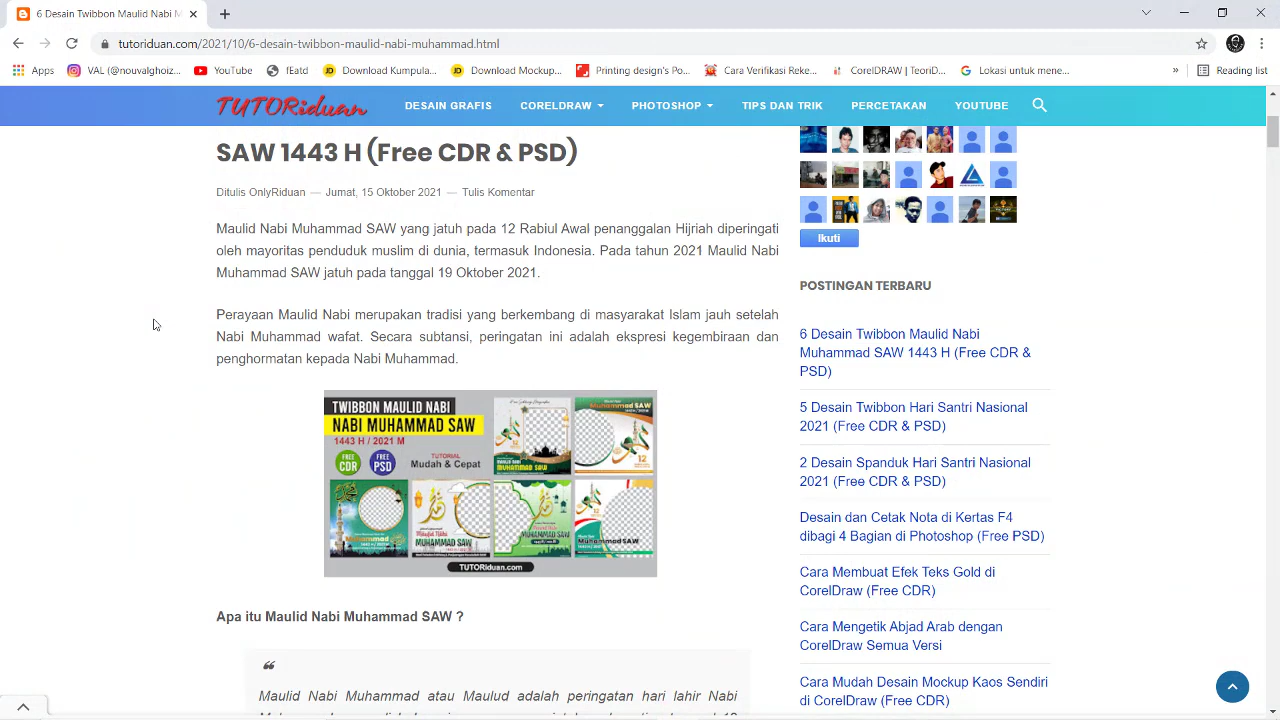 6 Desain Twibbon Maulid Nabi M
tutoriduan.com/2021/10/6-desain-twibbon-maulid-nabi-muhammad.html
Apps
VAL (@nouvalghoiz...
YouTube
fEatd
Download Kumpula...
Download Mockup...
Printing design's Po...
Cara Verifikasi Reke...
CorelDRAW | TeoriD...
Lokasi untuk mene...
»
Reading list
TUTORiduan
DESAIN GRAFIS
CORELDRAW
PHOTOSHOP
TIPS DAN TRIK
PERCETAKAN
YOUTUBE
SAW 1443 H (Free CDR & PSD)
Ditulis OnlyRiduan — Jumat, 15 Oktober 2021 — Tulis Komentar
Maulid Nabi Muhammad SAW yang jatuh pada 12 Rabiul Awal penanggalan Hijriah diperingati
oleh mayoritas penduduk muslim di dunia, termasuk Indonesia. Pada tahun 2021 Maulid Nabi
Muhammad SAW jatuh pada tanggal 19 Oktober 2021.
Perayaan Maulid Nabi merupakan tradisi yang berkembang di masyarakat Islam jauh setelah
Nabi Muhammad wafat. Secara subtansi, peringatan ini adalah ekspresi kegembiraan dan
penghormatan kepada Nabi Muhammad.
TWIBBON MAULID NABI
NABI MUHAMMAD SAW
1443 H / 2021 M
FREE CDR
FREE PSD
TUTORIAL
Mudah & Cepat
TUTORiduan.com
Apa itu Maulid Nabi Muhammad SAW ?
❝
Maulid Nabi Muhammad atau Maulud adalah peringatan hari lahir Nabi
Ikuti
POSTINGAN TERBARU
6 Desain Twibbon Maulid Nabi
Muhammad SAW 1443 H (Free CDR &
PSD)
5 Desain Twibbon Hari Santri Nasional
2021 (Free CDR & PSD)
2 Desain Spanduk Hari Santri Nasional
2021 (Free CDR & PSD)
Desain dan Cetak Nota di Kertas F4
dibagi 4 Bagian di Photoshop (Free PSD)
Cara Membuat Efek Teks Gold di
CorelDraw (Free CDR)
Cara Mengetik Abjad Arab dengan
CorelDraw Semua Versi
Cara Mudah Desain Mockup Kaos Sendiri
di CorelDraw (Free CDR)